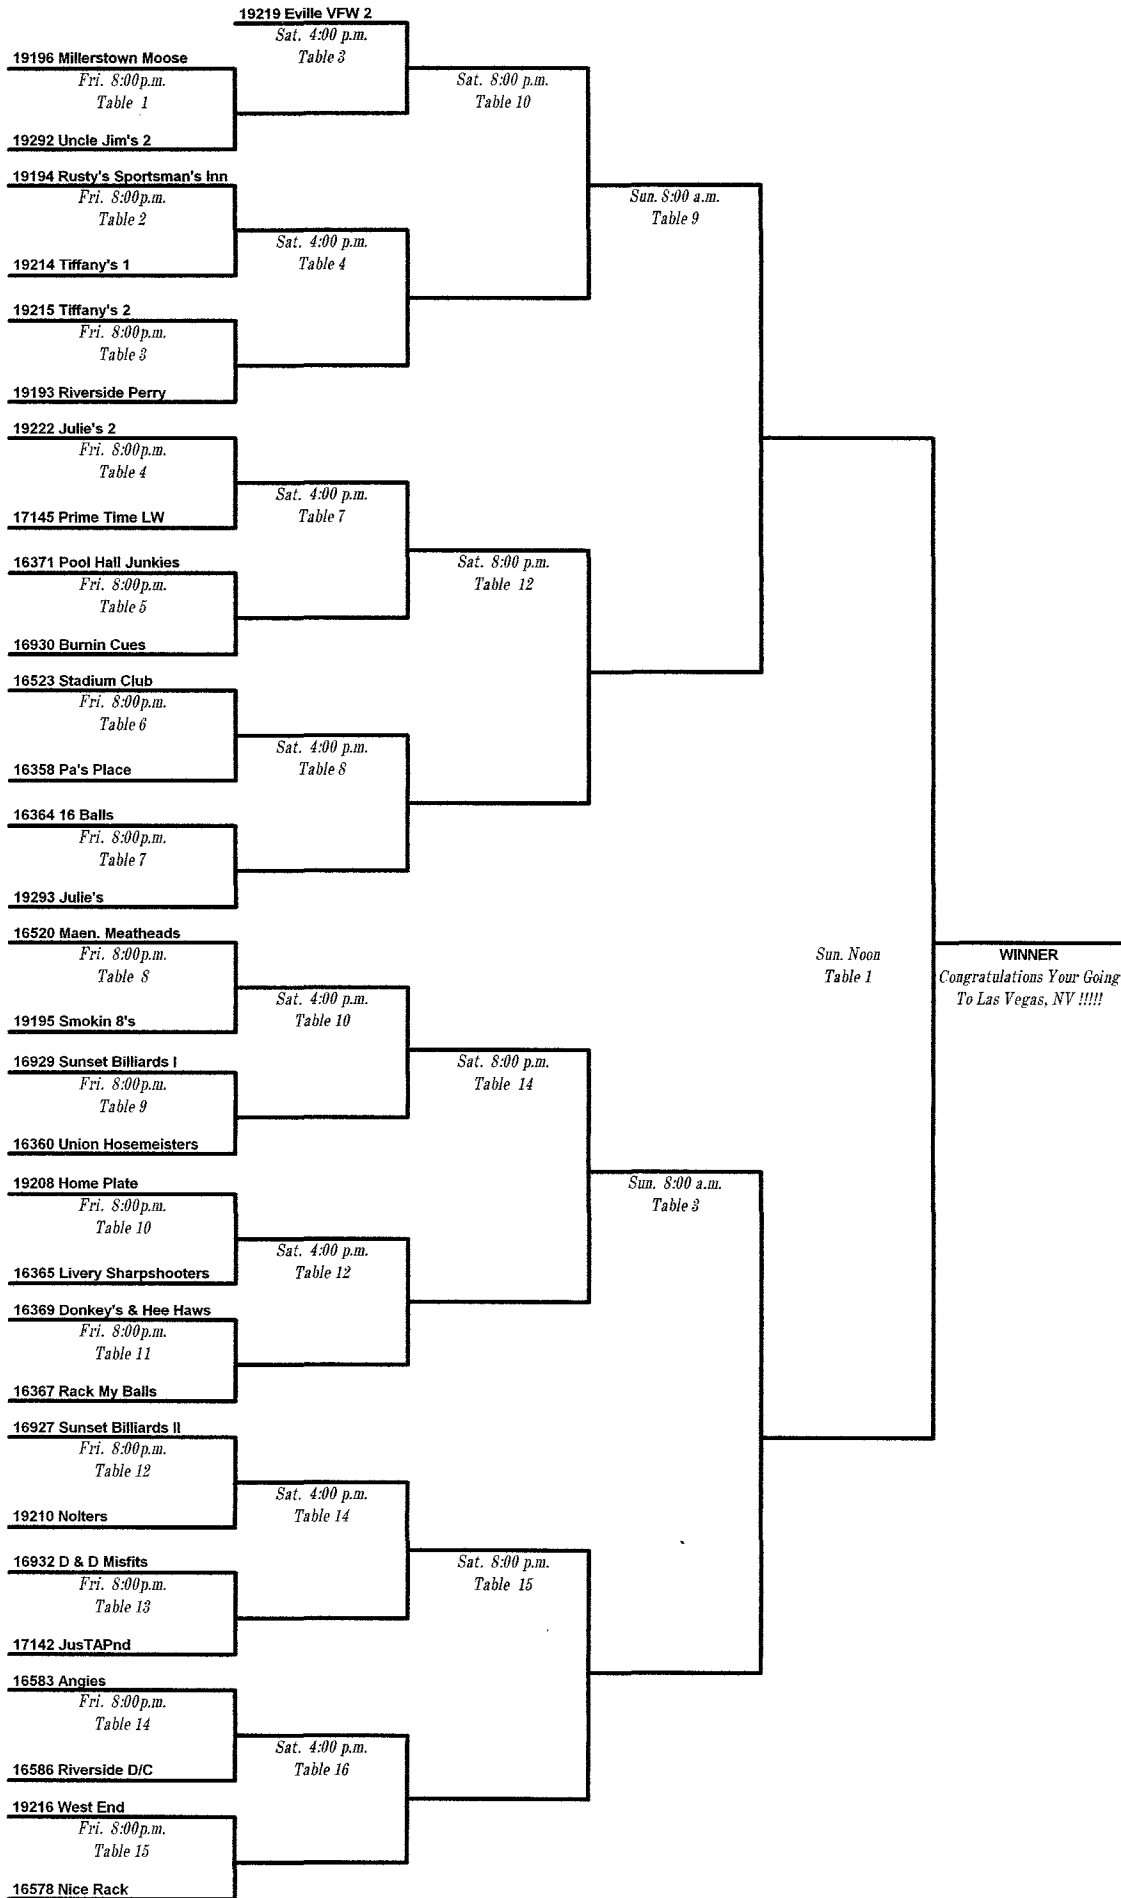 19219 Eville VFW 2
Sat. 4:00 p.m.
Table 3
19196 Millerstown Moose
Fri. 8:00p.m.
Table 1
19292 Uncle Jim's 2
Sat. 8:00 p.m.
Table 10
19194 Rusty's Sportsman's Inn
Fri. 8:00p.m.
Table 2
19214 Tiffany's 1
Sun. 8:00 a.m.
Table 9
Sat. 4:00 p.m.
Table 4
19215 Tiffany's 2
Fri. 8:00p.m.
Table 3
19193 Riverside Perry
19222 Julie's 2
Fri. 8:00p.m.
Table 4
17145 Prime Time LW
Sat. 4:00 p.m.
Table 7
16371 Pool Hall Junkies
Fri. 8:00p.m.
Table 5
16930 Burnin Cues
Sat. 8:00 p.m.
Table 12
16523 Stadium Club
Fri. 8:00p.m.
Table 6
16358 Pa's Place
Sat. 4:00 p.m.
Table 8
16364 16 Balls
Fri. 8:00p.m.
Table 7
19293 Julie's
16520 Maen. Meatheads
Fri. 8:00p.m.
Table 8
19195 Smokin 8's
Sun. Noon
Table 1
WINNER
Congratulations Your Going
To Las Vegas, NV !!!!!
Sat. 4:00 p.m.
Table 10
16929 Sunset Billiards I
Fri. 8:00p.m.
Table 9
16360 Union Hosemeisters
Sat. 8:00 p.m.
Table 14
19208 Home Plate
Fri. 8:00p.m.
Table 10
16365 Livery Sharpshooters
Sun. 8:00 a.m.
Table 3
Sat. 4:00 p.m.
Table 12
16369 Donkey's & Hee Haws
Fri. 8:00p.m.
Table 11
16367 Rack My Balls
16927 Sunset Billiards II
Fri. 8:00p.m.
Table 12
19210 Nolters
Sat. 4:00 p.m.
Table 14
16932 D & D Misfits
Fri. 8:00p.m.
Table 13
17142 JusTAPnd
Sat. 8:00 p.m.
Table 15
16583 Angies
Fri. 8:00p.m.
Table 14
16586 Riverside D/C
Sat. 4:00 p.m.
Table 16
19216 West End
Fri. 8:00p.m.
Table 15
16578 Nice Rack